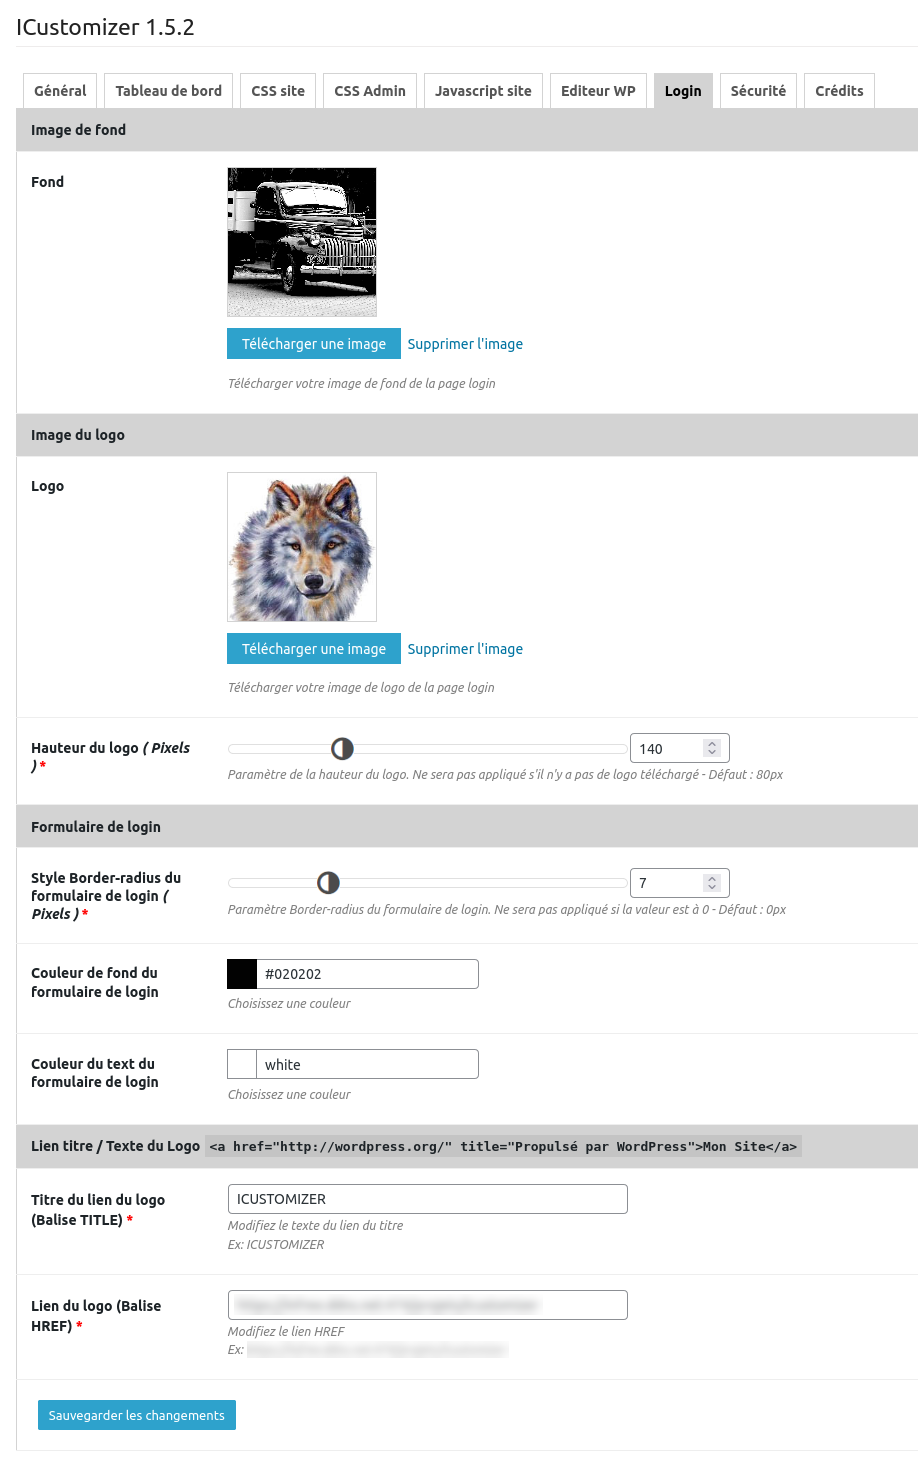 ICustomizer 1.5.2
Général Tableau de bord CSS site CSS Admin Javascript site Editeur WP Login Sécurité Crédits
Image de fond
Fond
Télécharger une image Supprimer l'image
Télécharger votre image de fond de la page login
Image du logo
Logo
Télécharger une image Supprimer l'image
Télécharger votre image de logo de la page login
Hauteur du logo ( Pixels
) *
140
Paramètre de la hauteur du logo. Ne sera pas appliqué s'il n'y a pas de logo téléchargé - Défaut : 80px
Formulaire de login
Style Border-radius du
formulaire de login (
Pixels ) *
7
Paramètre Border-radius du formulaire de login. Ne sera pas appliqué si la valeur est à 0 - Défaut : 0px
Couleur de fond du
formulaire de login
#020202
Choisissez une couleur
Couleur du text du
formulaire de login
white
Choisissez une couleur
Lien titre / Texte du Logo <a href="http://wordpress.org/" title="Propulsé par WordPress">Mon Site</a>
Titre du lien du logo
(Balise TITLE) *
ICUSTOMIZER
Modifiez le texte du lien du titre
Ex: ICUSTOMIZER
Lien du logo (Balise
HREF) *
Modifiez le lien HREF
Ex:
Sauvegarder les changements